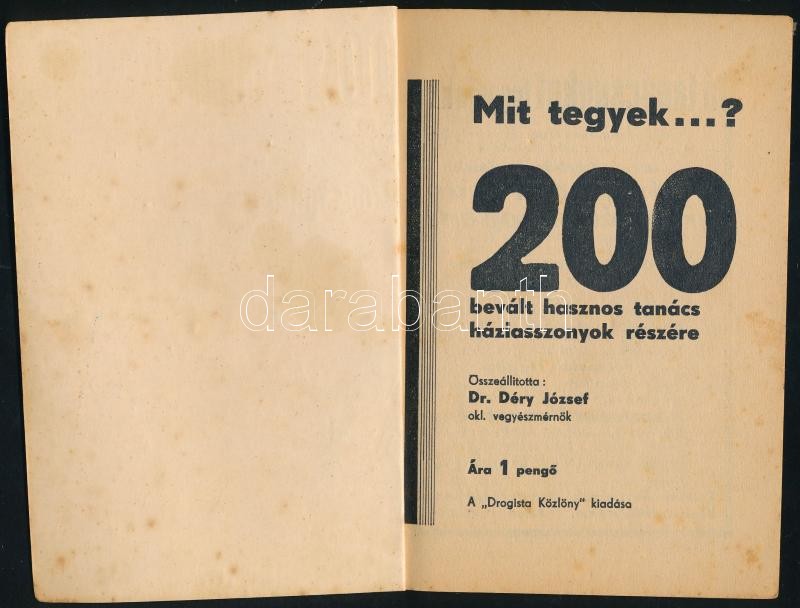 Mit tegyek...?
200
bevált hasznos tanács
háziasszonyok részére
Összeállitotta :
Dr. Déry József
okl. vegyészmérnök
Ára 1 pengő
A „Drogista Közlöny" kiadása
darabanth